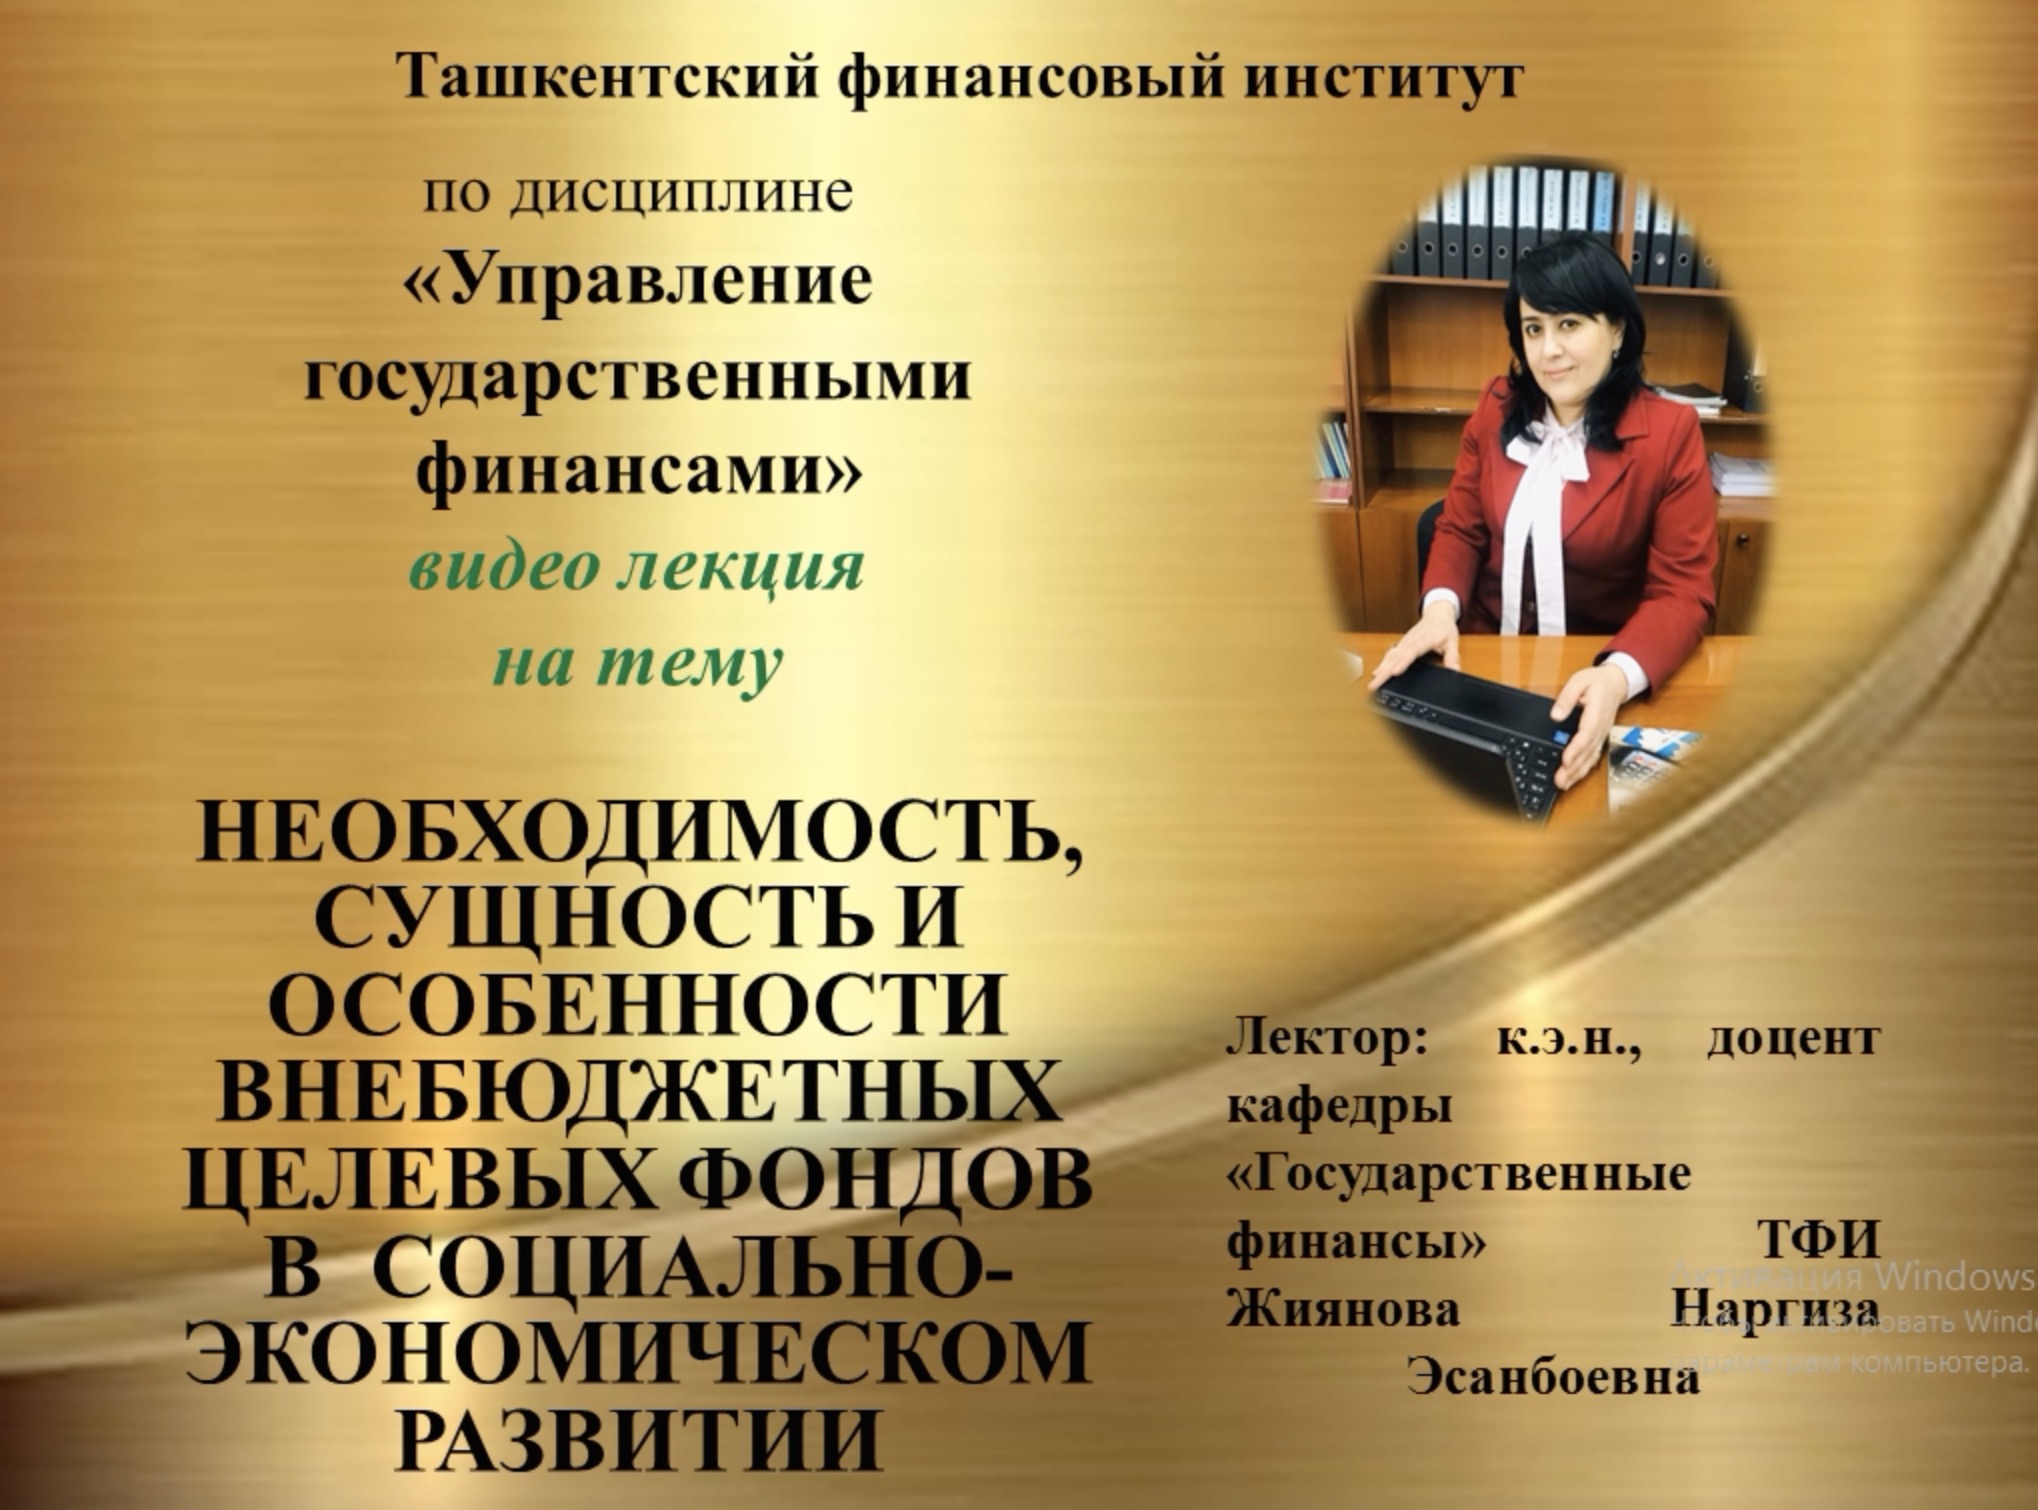 Ташкентский финансовый институт
по дисциплине
«Управление
государственными
финансами»
видео лекция
на тему
НЕОБХОДИМОСТЬ,
СУЩНОСТЬ И
ОСОБЕННОСТИ
ВНЕБЮДЖЕТНЫХ
ЦЕЛЕВЫХ ФОНДОВ
В СОЦИАЛЬНО-
ЭКОНОМИЧЕСКОМ
РАЗВИТИИ
Лектор: к.э.н., доцент
кафедры
«Государственные
финансы» ТФИ
Жиянова Наргиза
Эсанбоевна
Активация Windows
компьютера.